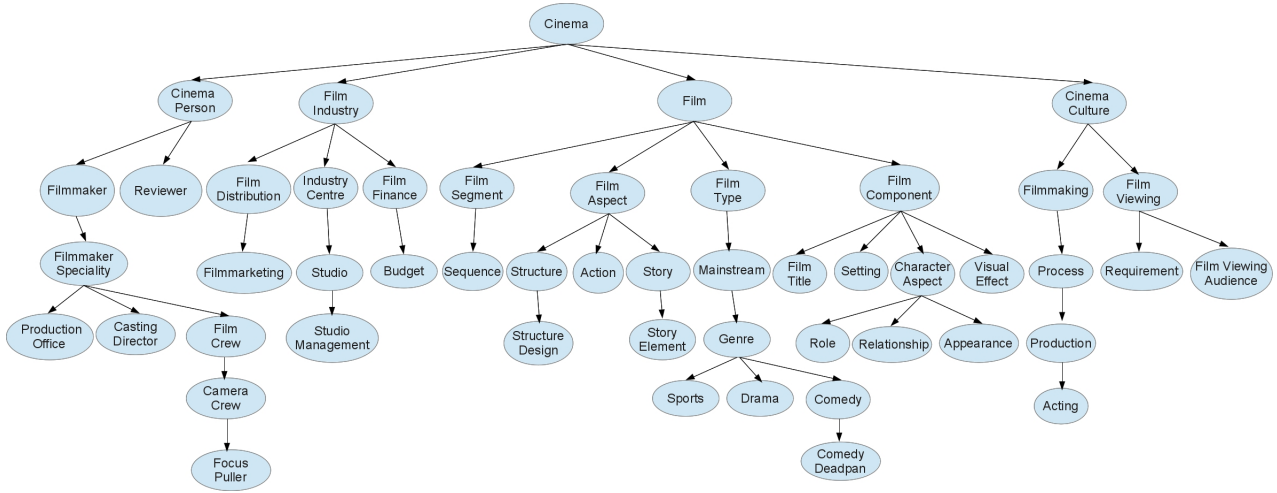 Cinema
Cinema
Person
Film
Industry
Film
Cinema
Culture
Filmmaker
Reviewer
Film
Distribution
Industry
Centre
Film
Finance
Film
Segment
Film
Aspect
Film
Type
Film
Component
Filmmaking
Film
Viewing
Filmmaker
Speciality
Filmmarketing
Studio
Budget
Sequence
Structure
Action
Story
Mainstream
Film
Title
Setting
Character
Aspect
Visual
Effect
Process
Requirement
Film Viewing
Audience
Production
Office
Casting
Director
Film
Crew
Studio
Management
Structure
Design
Story
Element
Genre
Role
Relationship
Appearance
Production
Camera
Crew
Sports
Drama
Comedy
Acting
Focus
Puller
Comedy
Deadpan